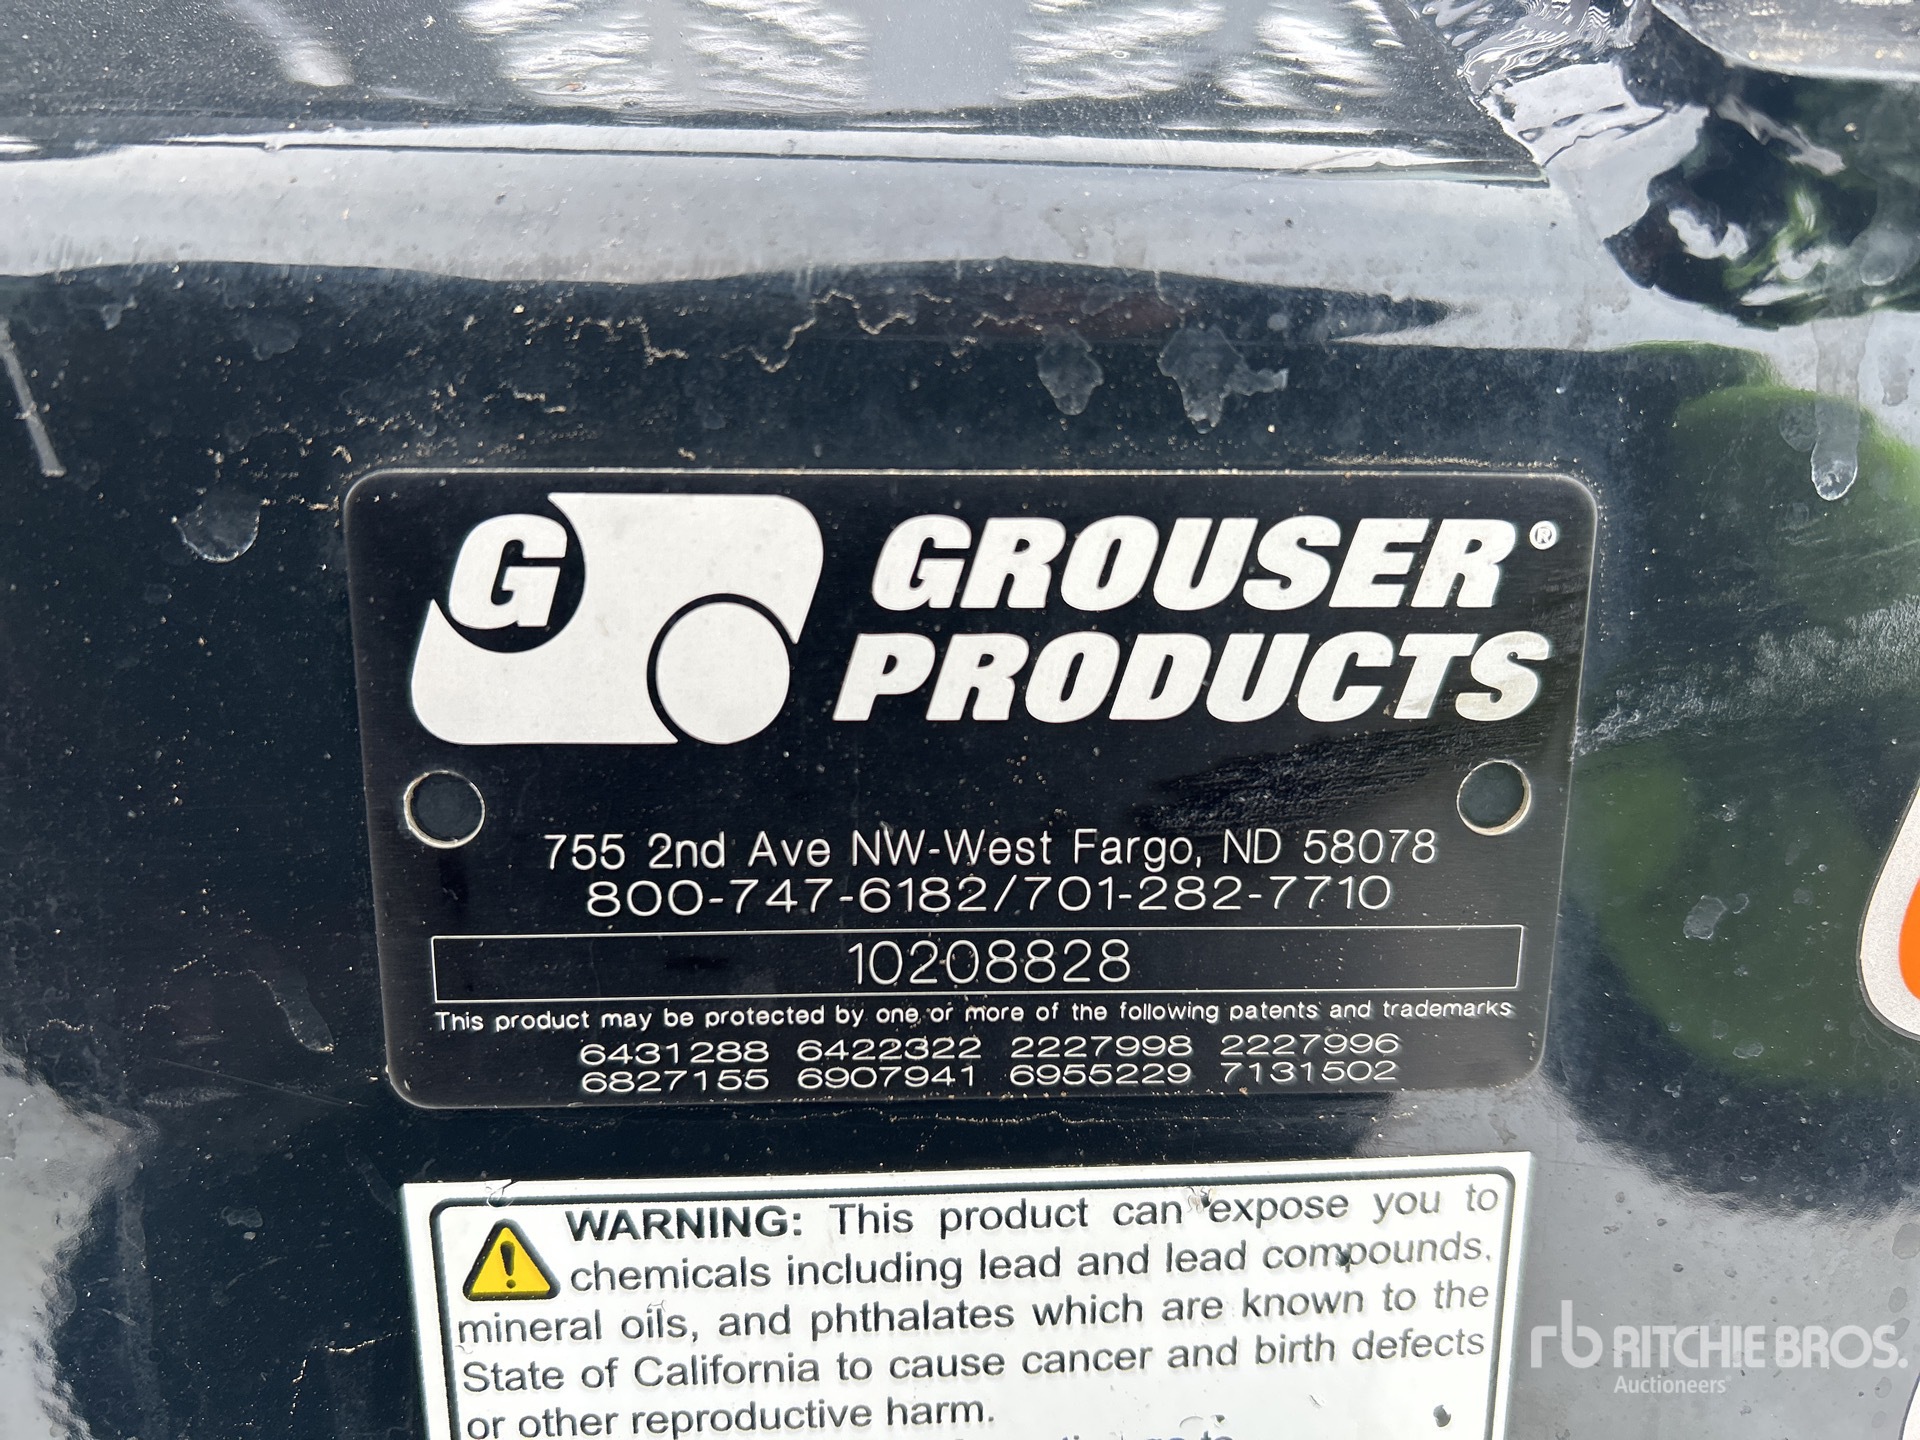 G
GROUSER®
PRODUCTS
755 2nd Ave NW-West Fargo, ND 58078
800-747-6182/701-282-7710
10208828
This product may be protected by one or more of the following patents and trademarks
6431288 6422322 2227998 2227996
6827155 6907941 6955229 7131502
WARNING: This product can expose you to
chemicals including lead and lead compounds,
mineral oils, and phthalates which are known to the
State of California to cause cancer and birth defects
or other reproductive harm.
rb RITCHIE BROS.
Auctioneers